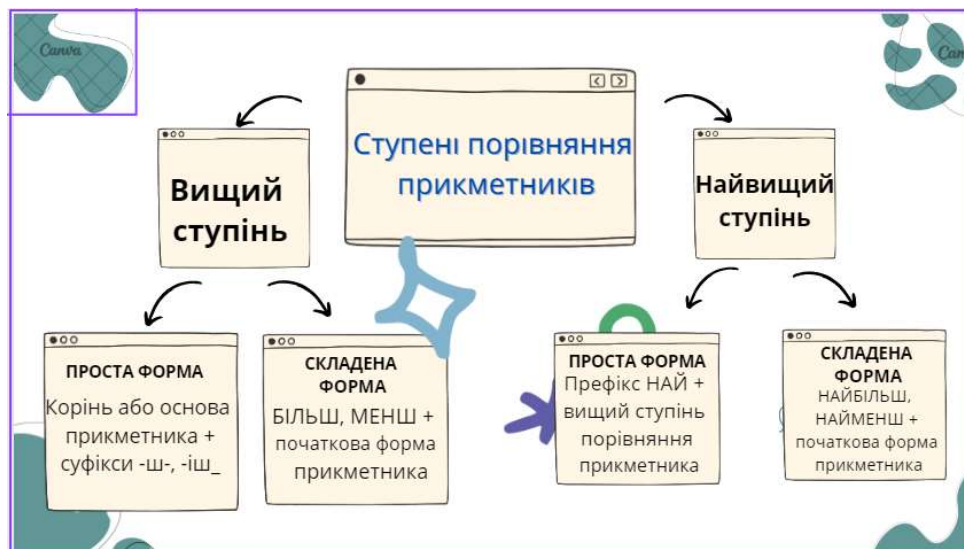 Canva
Can
Ступені порівняння
прикметників
Вищий
ступінь
Найвищий
ступінь
ПРОСТА ФОРМА
Корінь або основа
прикметника +
суфікси -ш-, -іш_
СКЛАДЕНА
ФОРМА
БІЛЬШ, МЕНШ +
початкова форма
прикметника
ПРОСТА ФОРМА
Префікс НАЙ +
вищий ступінь
порівняння
прикметника
СКЛАДЕНА
ФОРМА
НАЙБІЛЬШ,
НАЙМЕНШ +
початкова форма
прикметника